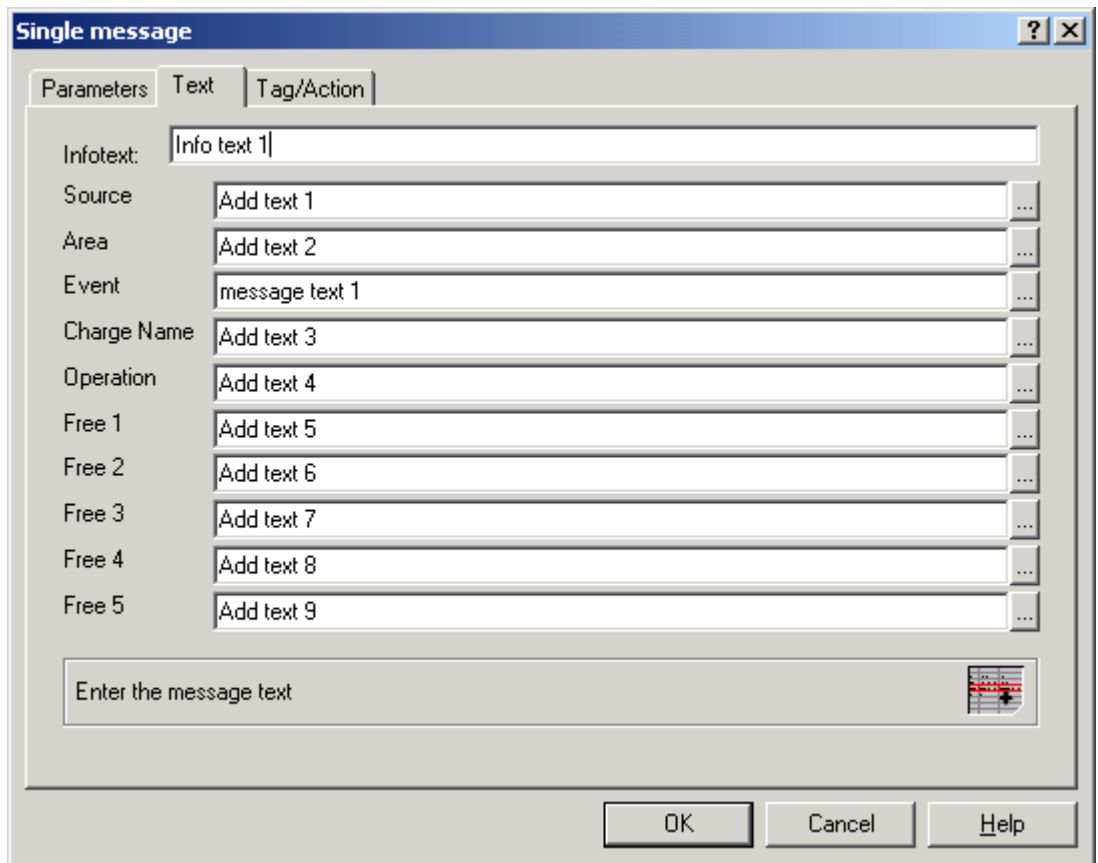 Single message
Parameters Text Tag/Action
Infotext: Info text 1
Source Add text 1 ...
Area Add text 2 ...
Event message text 1 ...
Charge Name Add text 3 ...
Operation Add text 4 ...
Free 1 Add text 5 ...
Free 2 Add text 6 ...
Free 3 Add text 7 ...
Free 4 Add text 8 ...
Free 5 Add text 9 ...
Enter the message text
OK Cancel Help